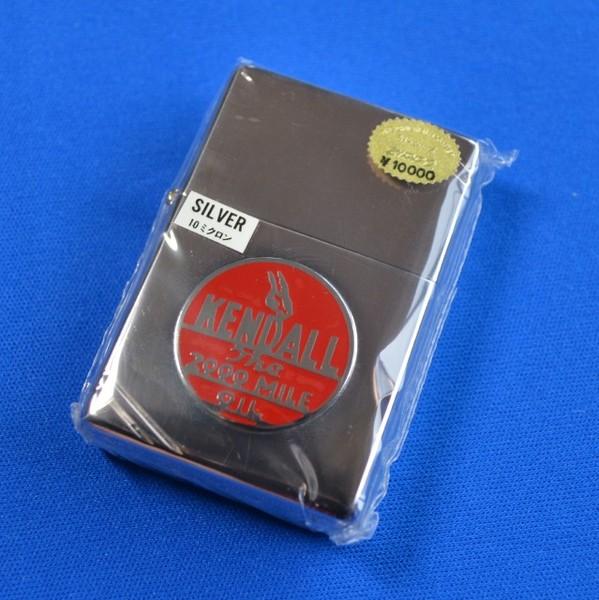 ¥10000
SILVER
10ミクロン
KENDALL
The
2000 MILE
OIL